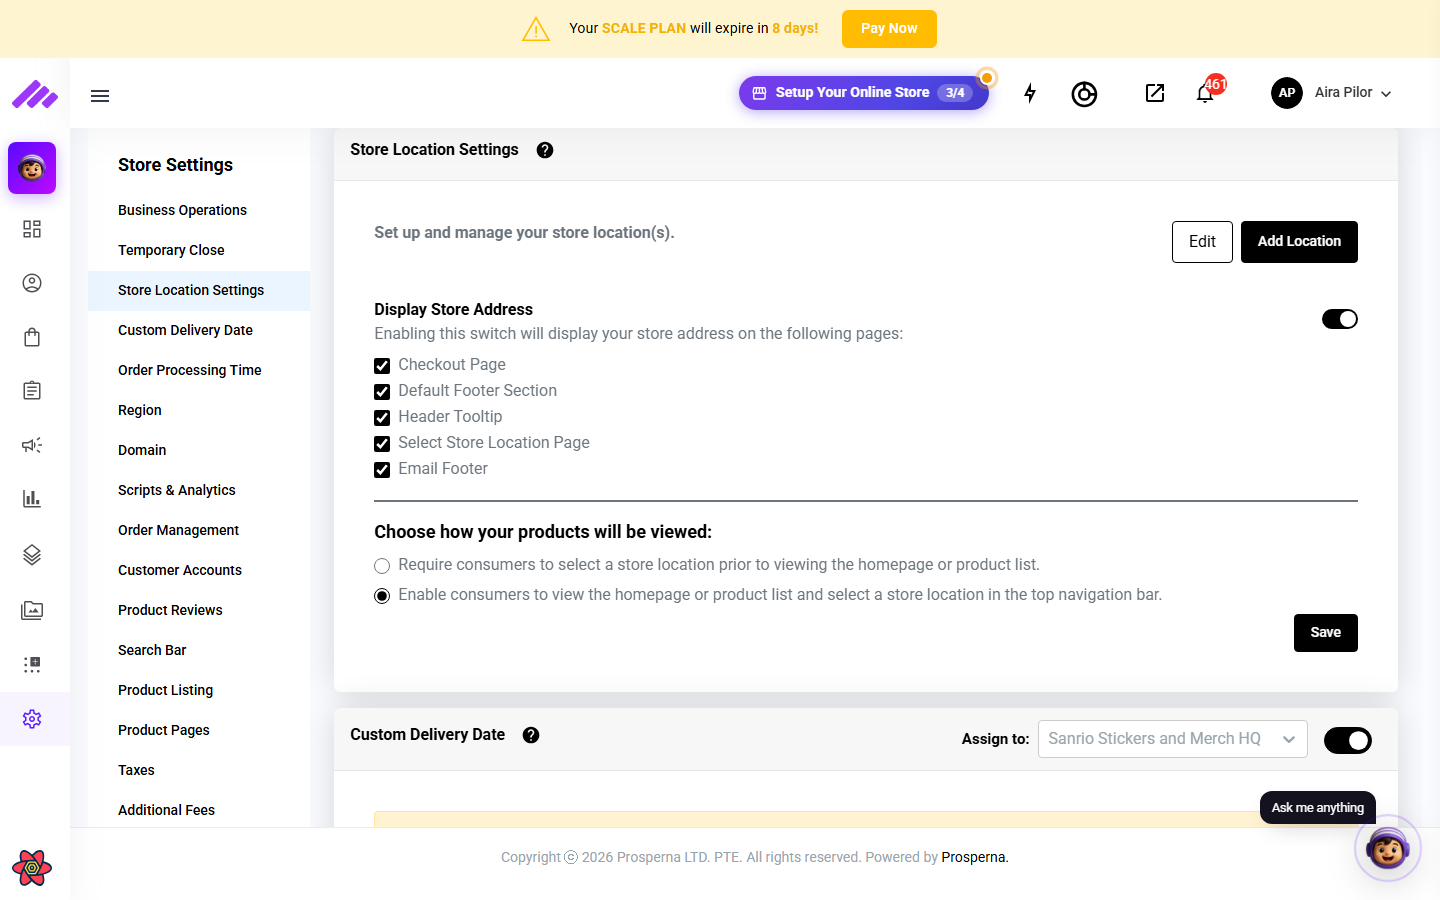 Your SCALE PLAN will expire in 8 days!
Pay Now
Setup Your Online Store 3/4
461
AP
Aira Pilor
Store Settings
Business Operations
Temporary Close
Store Location Settings
Custom Delivery Date
Order Processing Time
Region
Domain
Scripts & Analytics
Order Management
Customer Accounts
Product Reviews
Search Bar
Product Listing
Product Pages
Taxes
Additional Fees
Store Location Settings
Set up and manage your store location(s).
Edit
Add Location
Display Store Address
Enabling this switch will display your store address on the following pages:
Checkout Page
Default Footer Section
Header Tooltip
Select Store Location Page
Email Footer
Choose how your products will be viewed:
Require consumers to select a store location prior to viewing the homepage or product list.
Enable consumers to view the homepage or product list and select a store location in the top navigation bar.
Save
Custom Delivery Date
Assign to:
Sanrio Stickers and Merch HQ
Ask me anything
Copyright © 2026 Prosperna LTD. PTE. All rights reserved. Powered by Prosperna.